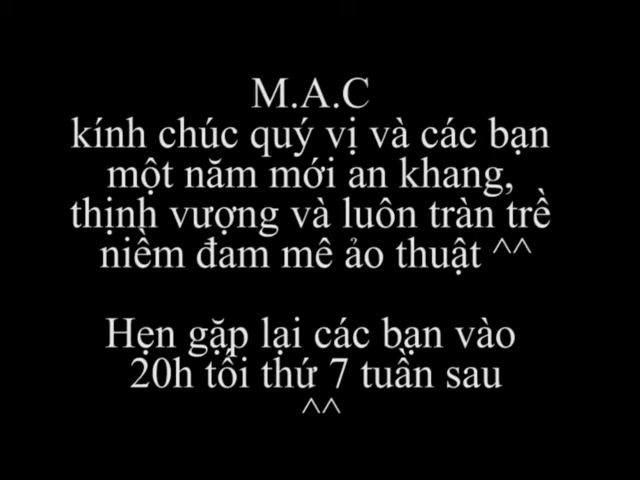 M.A.C
kính chúc quý vị và các bạn
một năm mới an khang,
thịnh vượng và luôn tràn trề
niềm đam mê ảo thuật ^^
Hẹn gặp lại các bạn vào
20h tối thứ 7 tuần sau
^^